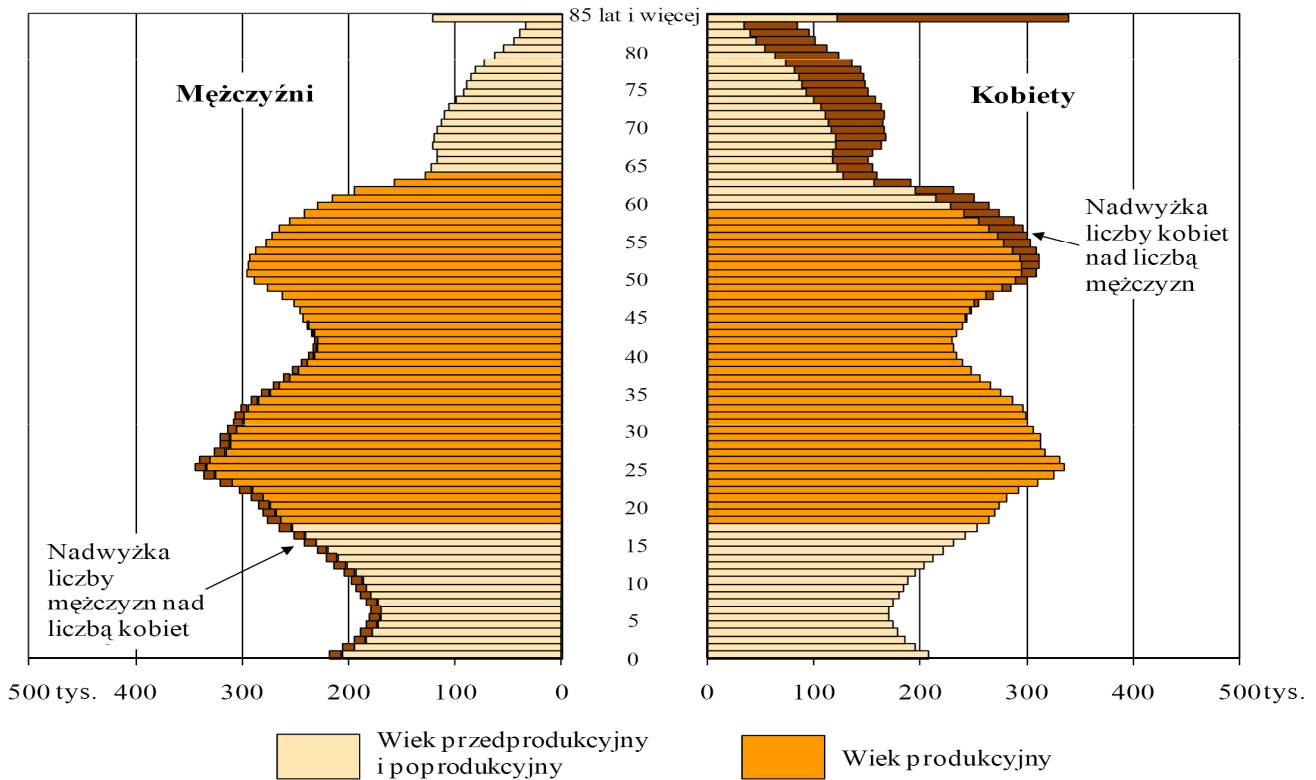 85 lat i więcej
80
75
70
65
60
55
50
45
40
35
30
25
20
15
10
5
0
Mężczyźni
Kobiety
Nadwyżka
liczby kobiet
nad liczbą
mężczyzn
Nadwyżka
liczby
mężczyzn nad
liczbą kobiet
500 tys. 400 300 200 100 0
0 100 200 300 400 500 tys.
Wiek przedprodukcyjny
i poprodukcyjny
Wiek produkcyjny